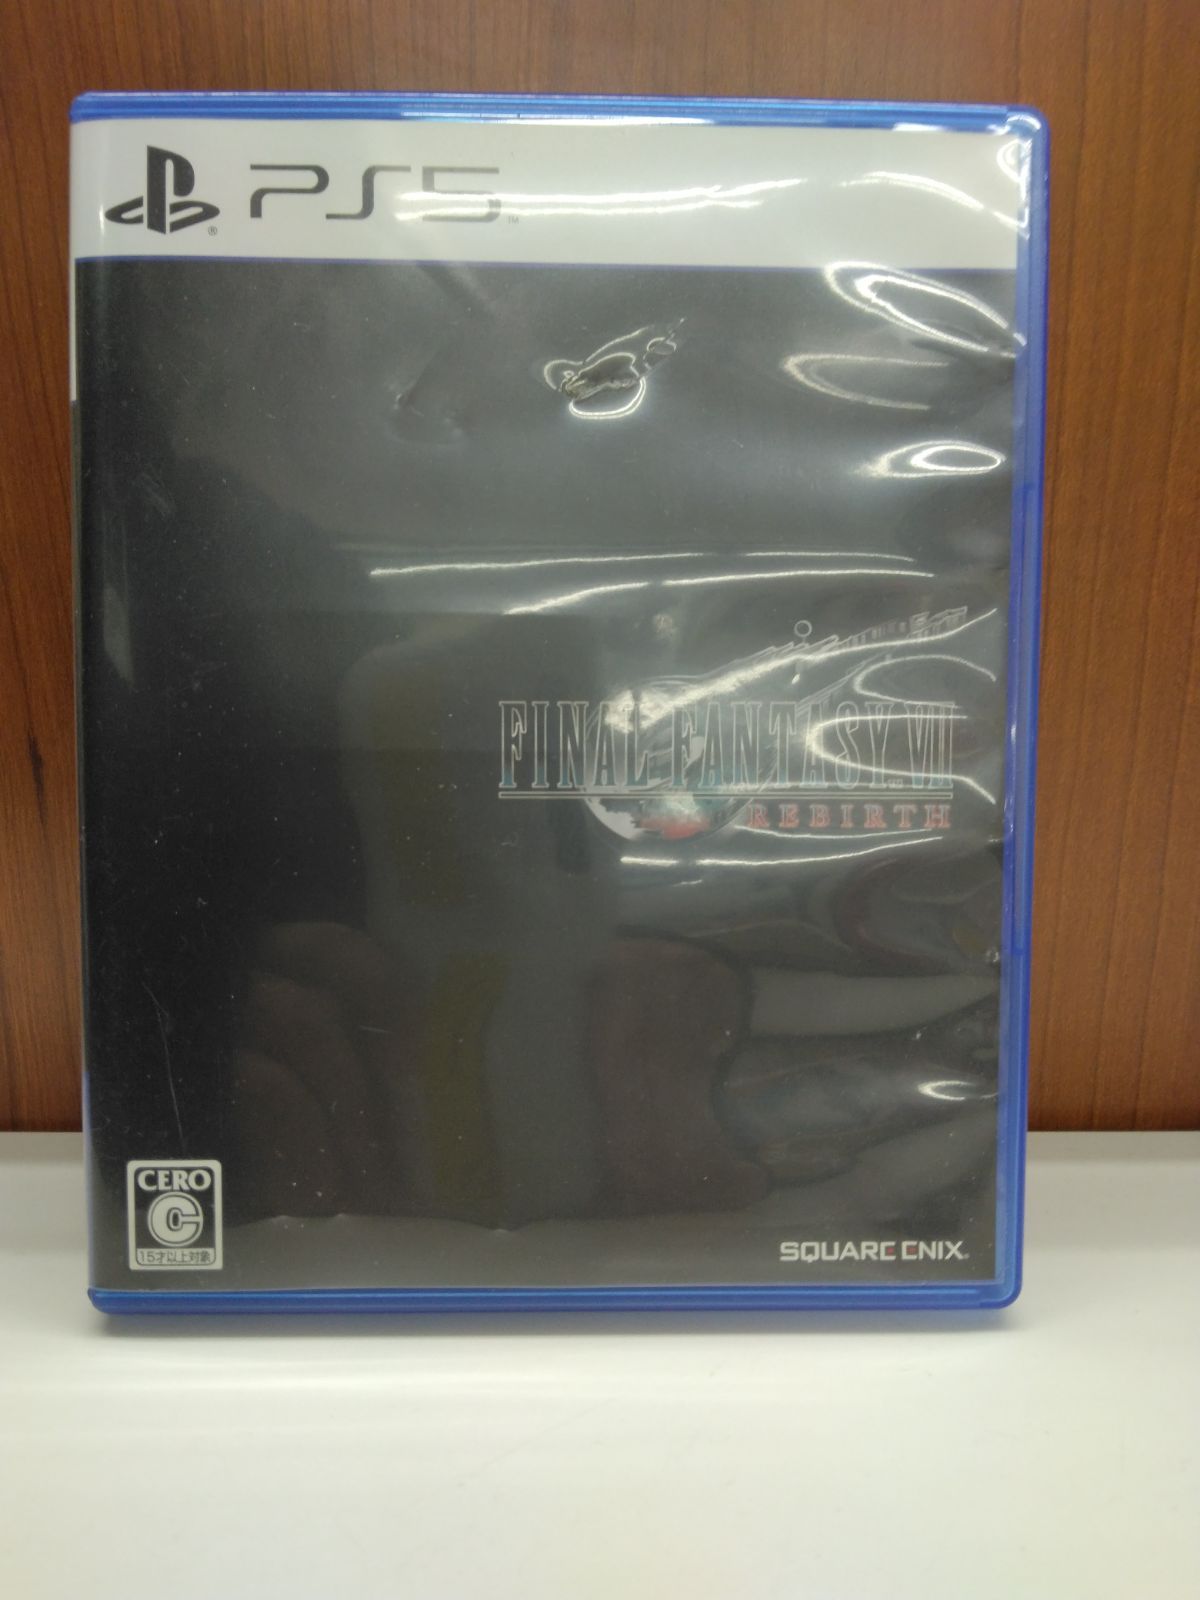 PS5
FINAL FANTASY VII
REBIRTH
CERO
C
15才以上対象
SQUARE ENIX